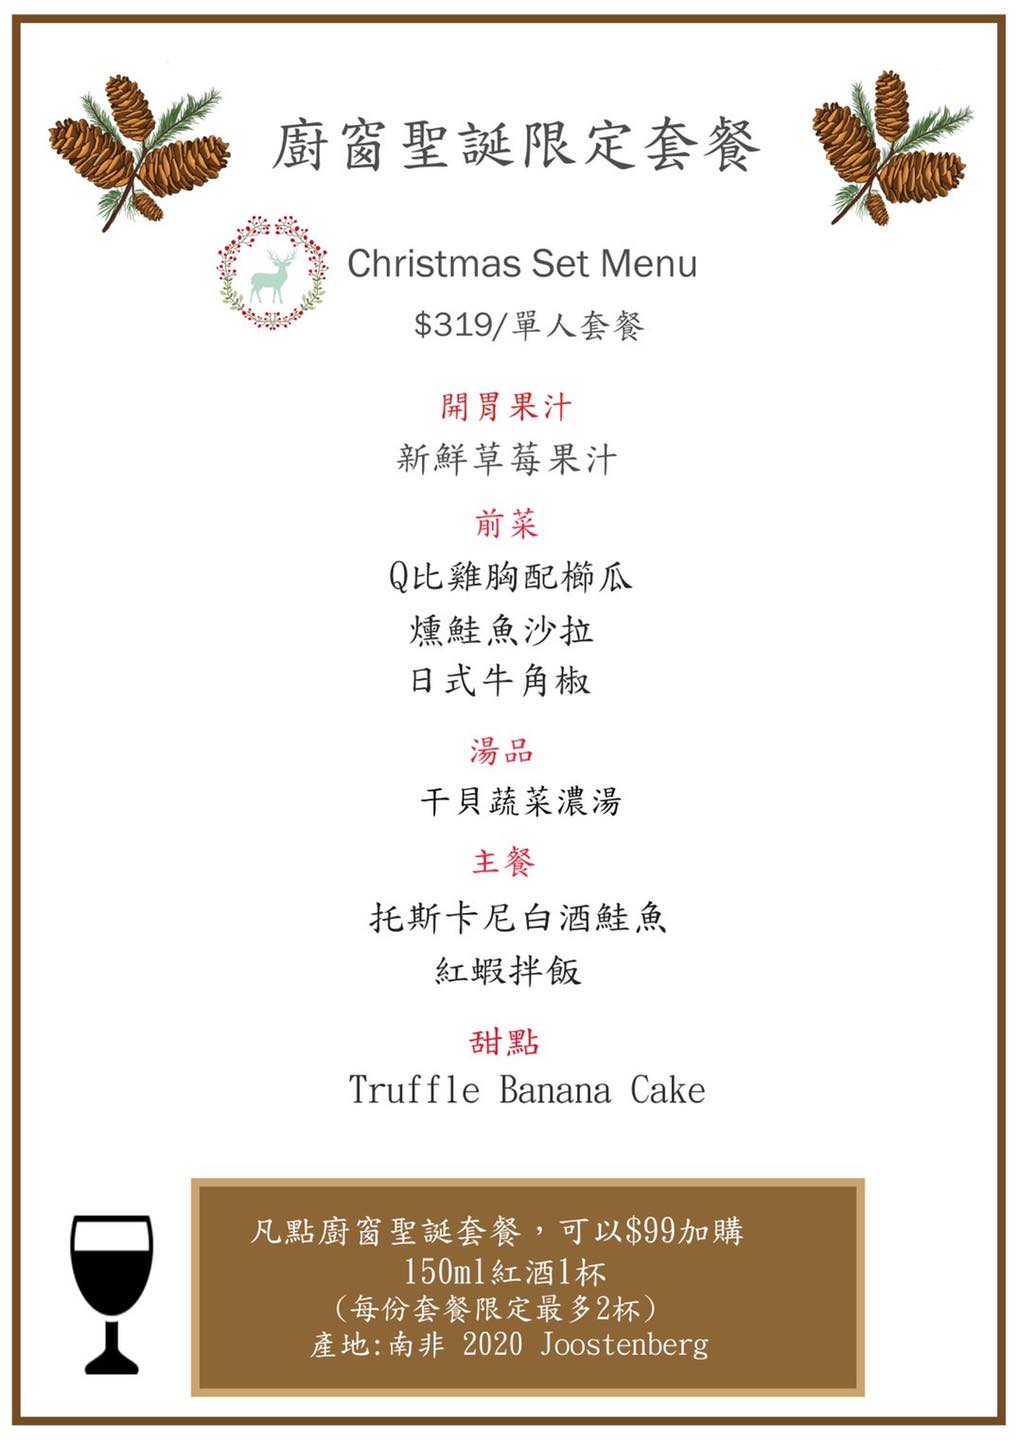 廚窗聖誕限定套餐
Christmas Set Menu
$319/單人套餐
開胃果汁
新鮮草莓果汁
前菜
Q比雞胸配櫛瓜
燻鮭魚沙拉
日式牛角椒
湯品
干貝蔬菜濃湯
主餐
托斯卡尼白酒鮭魚
紅蝦拌飯
甜點
Truffle Banana Cake
凡點廚窗聖誕套餐，可以$99加購
150ml紅酒1杯
(每份套餐限定最多2杯)
產地:南非 2020 Joostenberg